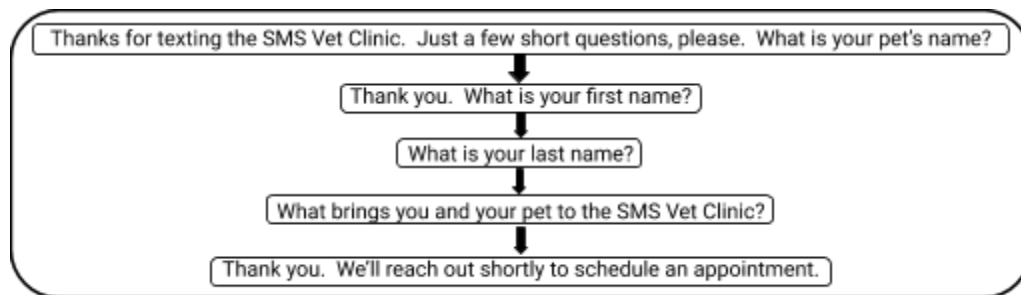 Thanks for texting the SMS Vet Clinic.  Just a few short questions, please.  What is your pet's name?
Thank you.  What is your first name?
What is your last name?
What brings you and your pet to the SMS Vet Clinic?
Thank you.  We'll reach out shortly to schedule an appointment.